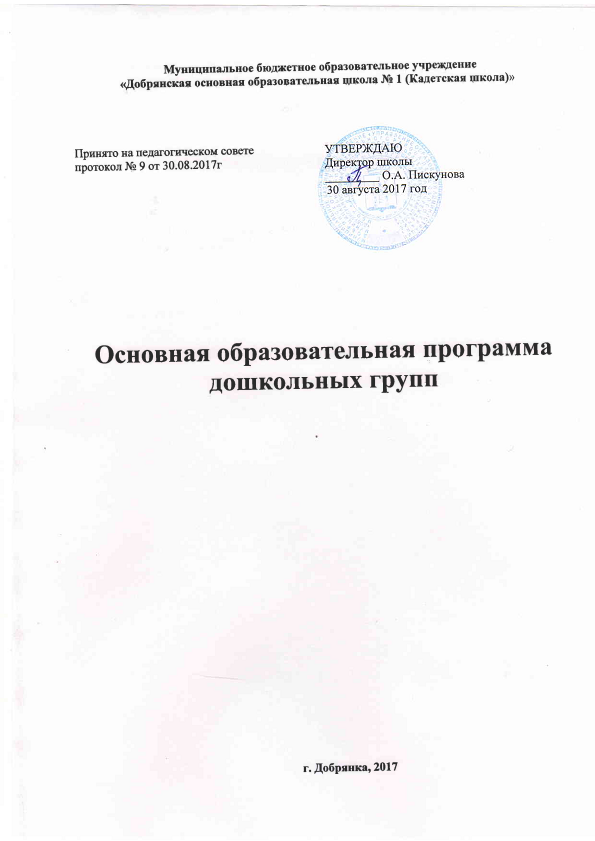 Муниципальное бюджетное образовательное учреждение
«Добрянская основная образовательная школа № 1 (Кадетская школа)»
Принято на педагогическом совете
протокол № 9 от 30.08.2017г
УТВЕРЖДАЮ
Директор школы
_________ О.А. Пискунова
30 августа 2017 год
Основная образовательная программа
дошкольных групп
г. Добрянка, 2017